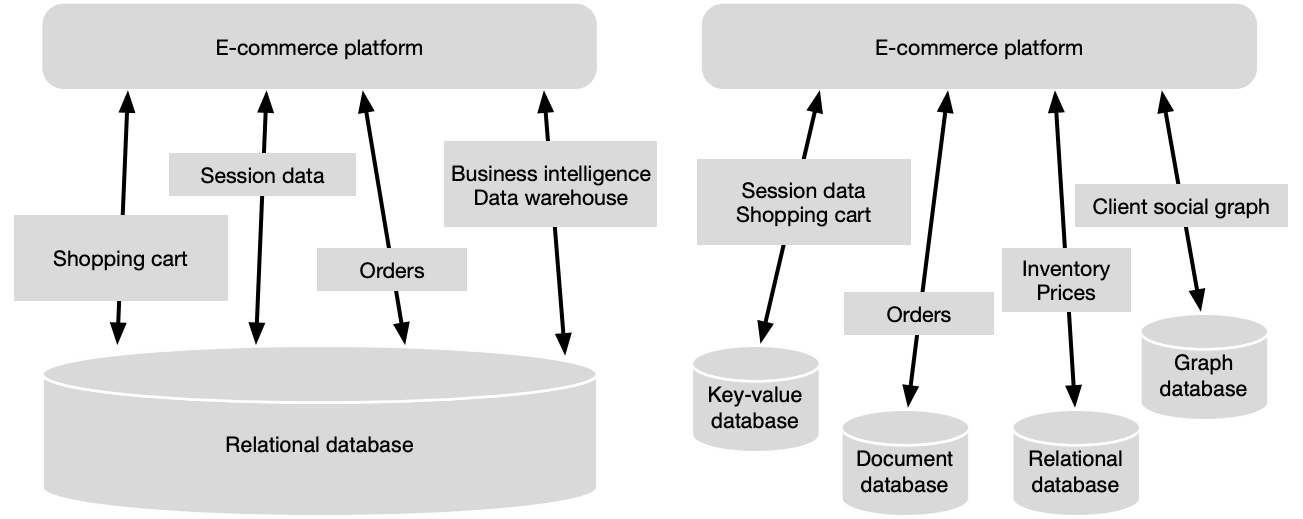 E-commerce platform
Shopping cart
Session data
Orders
Business intelligence
Data warehouse
Relational database
E-commerce platform
Session data
Shopping cart
Orders
Inventory
Prices
Client social graph
Key-value
database
Document
database
Relational
database
Graph
database